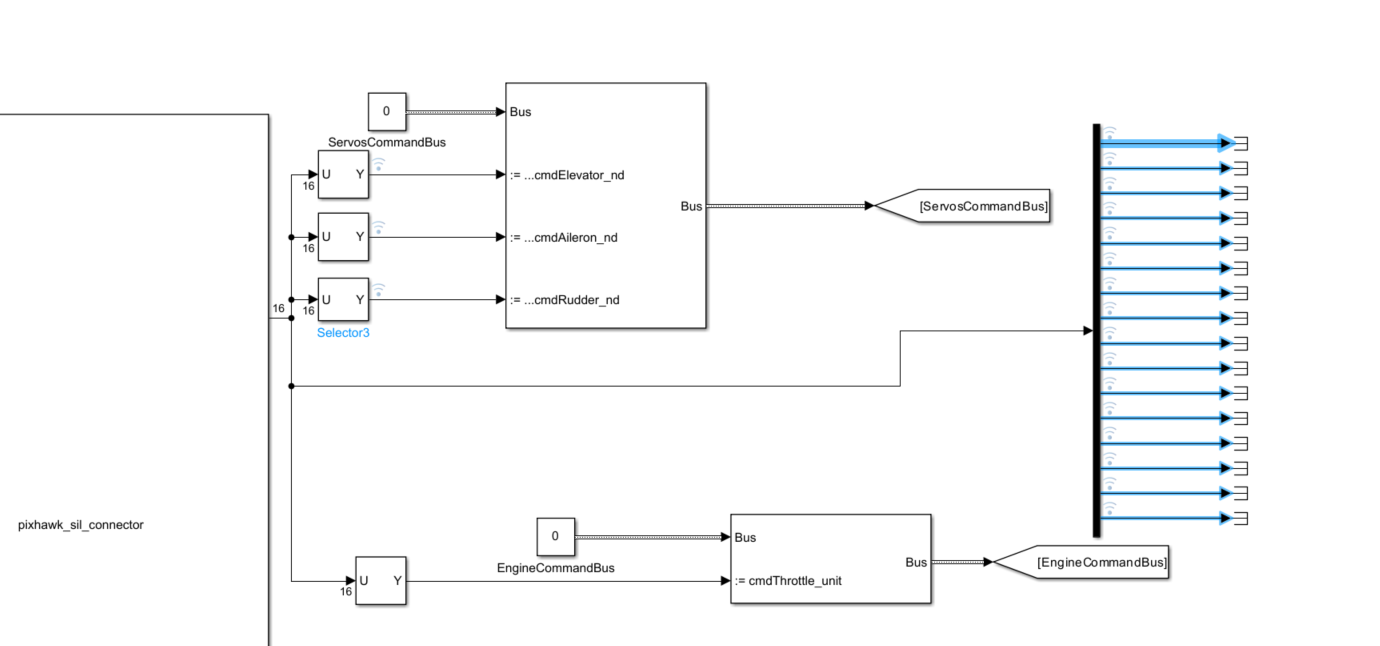 0
ServosCommandBus
Bus
U Y
16
:= ...cmdElevator_nd
Bus
[ServosCommandBus]
U Y
16
:= ...cmdAileron_nd
16
U Y
16
:= ...cmdRudder_nd
Selector3
pixhawk_sil_connector
0
EngineCommandBus
Bus
Bus
[EngineCommandBus]
U Y
16
:= cmdThrottle_unit